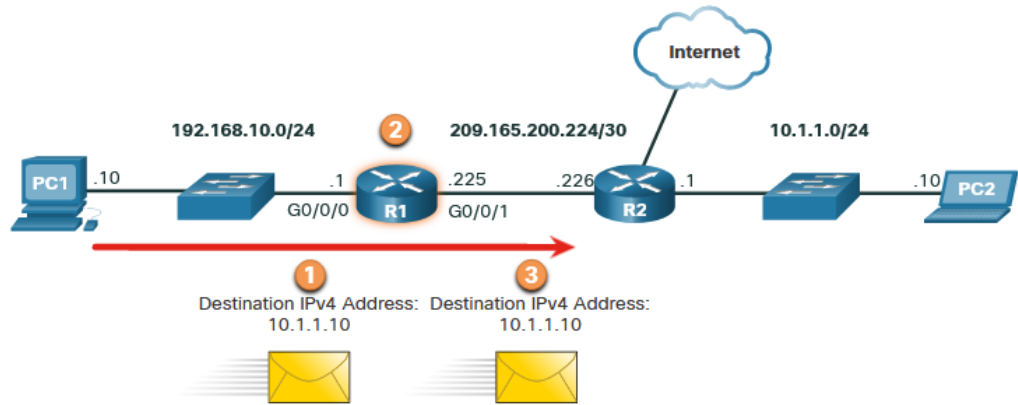 Internet
192.168.10.0/24
2
209.165.200.224/30
10.1.1.0/24
PC1
.10
.1
R1
.225
.226
R2
.1
.10
PC2
G0/0/0
G0/0/1
1
3
Destination IPv4 Address:
10.1.1.10
Destination IPv4 Address:
10.1.1.10